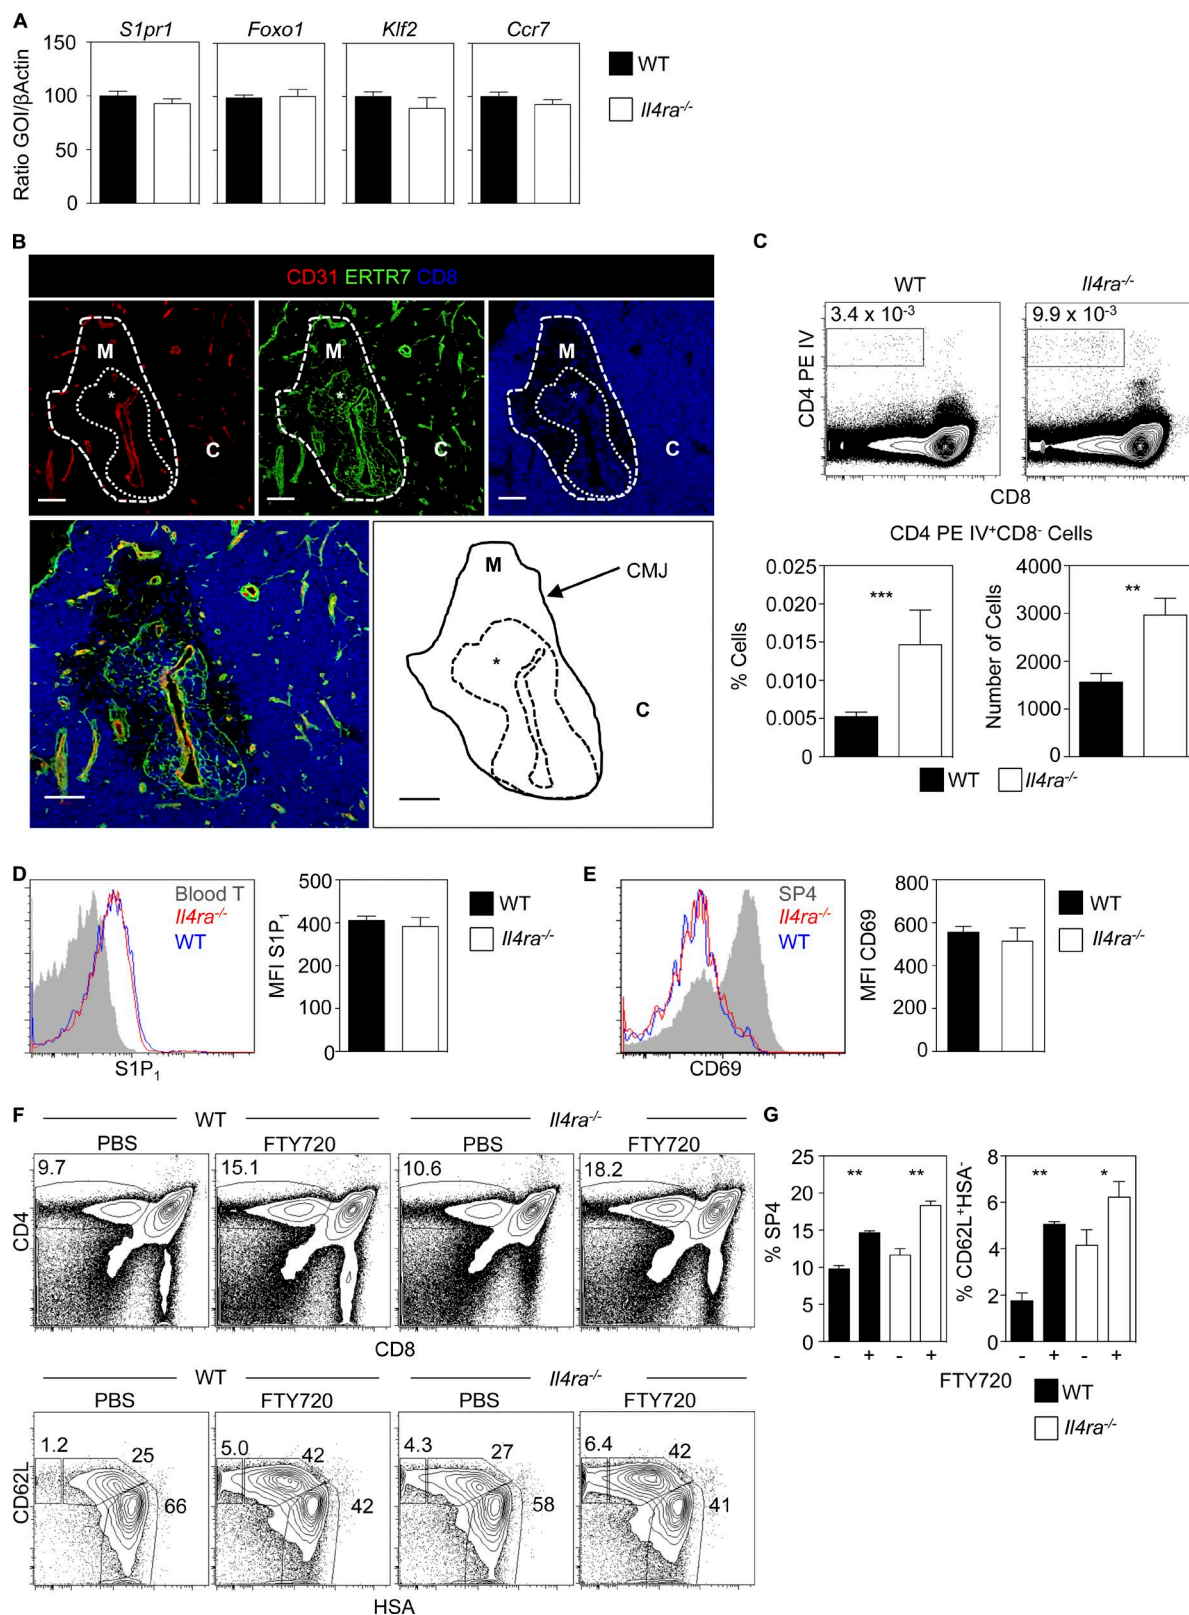 A
S1pr1 Foxo1 Klf2 Ccr7
Ratio GOI/βActin
150
100
50
0
WT
Il4ra-/-
B
CD31 ERTR7 CD8
M
*
C
M
*
C
M
*
C
M
*
C
CMJ
C
WT Il4ra-/-
3.4 x 10-3
9.9 x 10-3
CD4 PE IV
CD8
CD4 PE IV+CD8- Cells
% Cells
0.025
0.020
0.015
0.010
0.005
0
***
Number of Cells
4000
3000
2000
1000
0
**
WT Il4ra-/-
D
Blood T
Il4ra-/-
WT
S1P1
MFI S1P1
500
400
200
100
0
WT
Il4ra-/-
E
SP4
Il4ra-/-
WT
CD69
MFI CD69
800
600
400
200
0
WT
Il4ra-/-
F
WT Il4ra-/-
PBS FTY720 PBS FTY720
9.7 15.1 10.6 18.2
CD4
CD8
WT Il4ra-/-
PBS FTY720 PBS FTY720
1.2 25 66
5.0 42 42
4.3 27 58
6.4 42 41
CD62L
HSA
G
% SP4
25
20
15
10
5
0
** **
- + - +
% CD62L+HSA-
8
6
4
2
0
** *
- + - +
FTY720
WT
Il4ra-/-